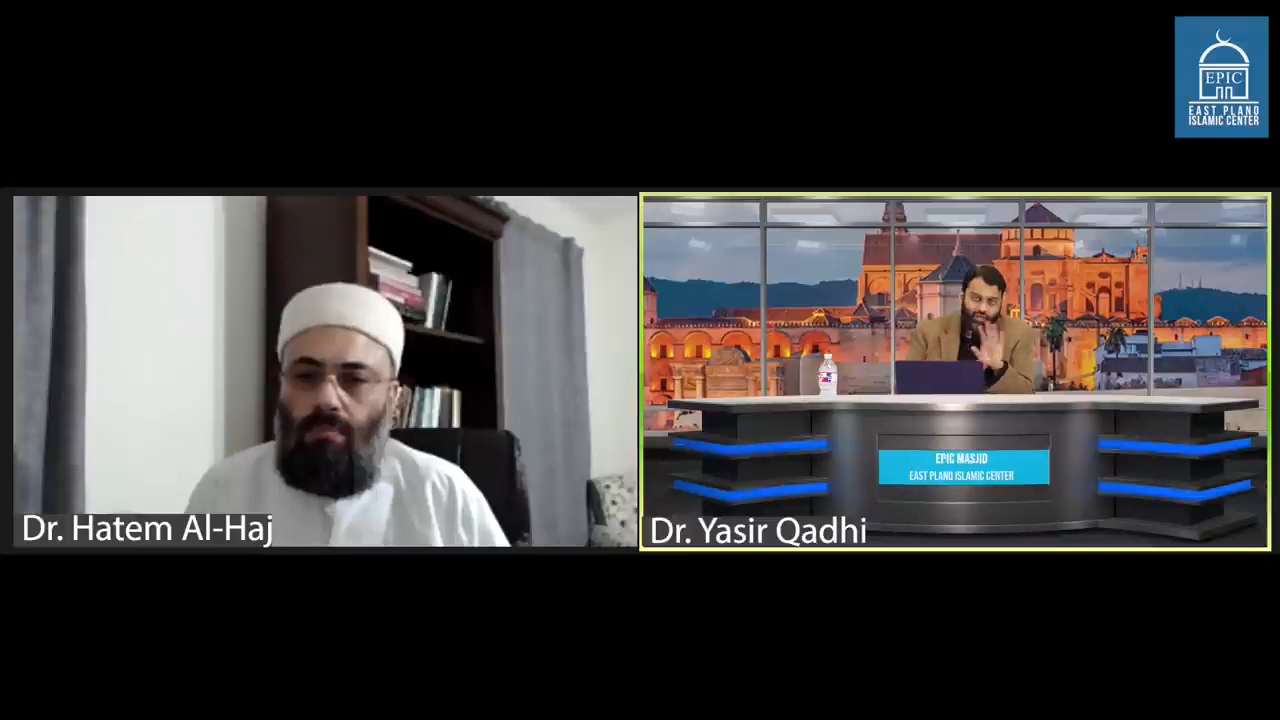 EPIC
EAST PLANO
ISLAMIC CENTER
EPIC MASJID
EAST PLANO ISLAMIC CENTER
Dr. Hatem Al-Haj
Dr. Yasir Qadhi